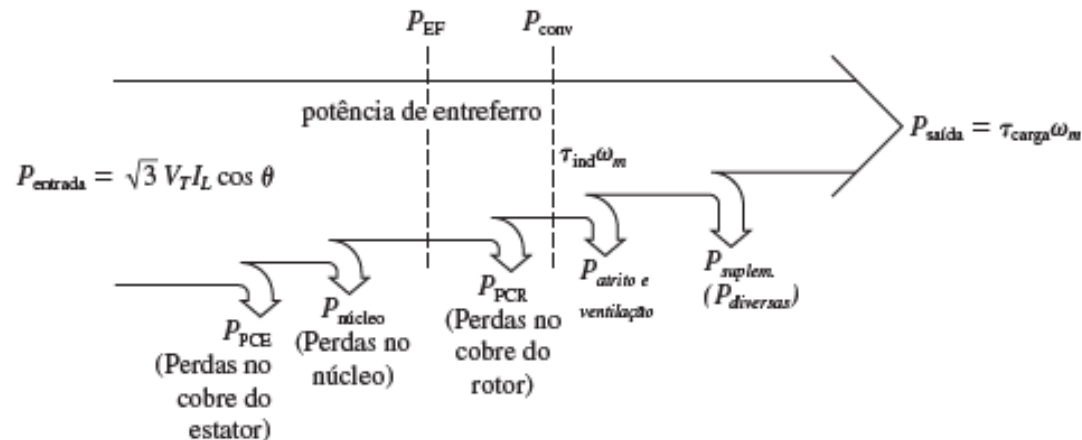 P_EF
P_conv
potência de entreferro
P_saída = τ_carga ω_m
τ_ind ω_m
P_entrada = √3 V_T I_L cos θ
P_PCE
(Perdas no
cobre do
estator)
P_núcleo
(Perdas no
núcleo)
P_PCR
(Perdas no
cobre do
rotor)
P_atrito e
ventilação
P_suplem.
(P_diversas)